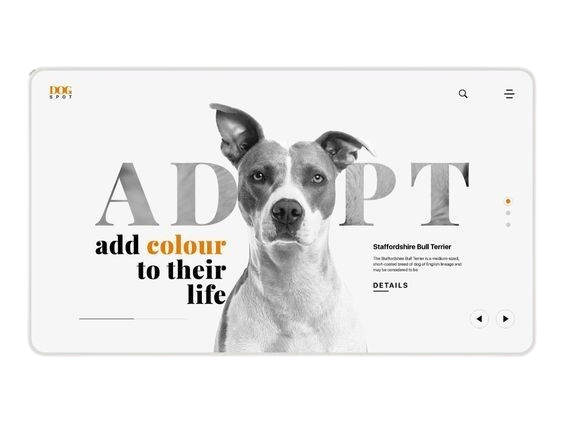 DOG
SPOT
ADOPT
add colour
to their
life
Staffordshire Bull Terrier
The Staffordshire Bull Terrier is a medium-sized,
short-coated breed of dog of English lineage and
may be considered to be
DETAILS